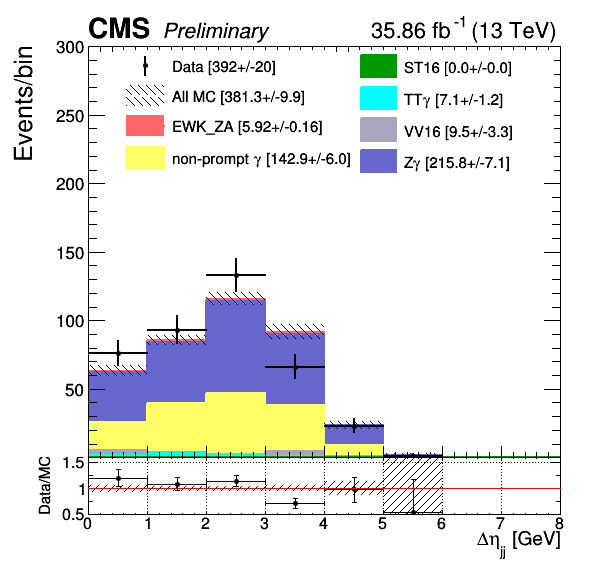 CMS Preliminary 35.86 fb⁻¹ (13 TeV)
Events/bin
300
250
200
150
100
50
Data [392+/-20]
All MC [381.3+/-9.9]
EWK_ZA [5.92+/-0.16]
non-prompt γ [142.9+/-6.0]
ST16 [0.0+/-0.0]
TTγ [7.1+/-1.2]
VV16 [9.5+/-3.3]
Zγ [215.8+/-7.1]
Data/MC
1.5
1
0.5
0 1 2 3 4 5 6 7 8
Δηjj [GeV]